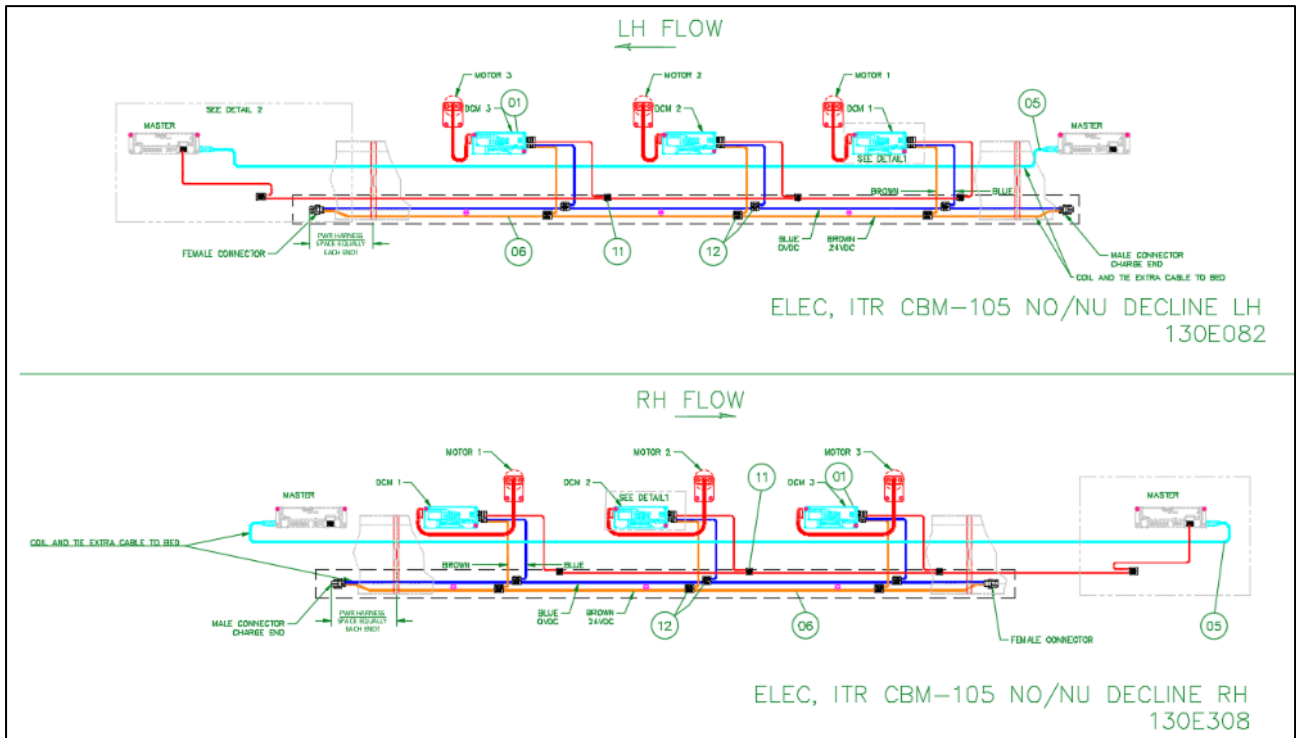 LH FLOW
MOTOR 3
MOTOR 2
MOTOR 1
SEE DETAIL 2
DCM 3
01
DCM 2
DCM 1
05
MASTER
MASTER
SEE DETAIL1
BROWN
BLUE
PWR HARNESS
SPACE EQUALLY
EACH END!
FEMALE CONNECTOR
06
11
12
BLUE
0VDC
BROWN
24VDC
MALE CONNECTOR
CHARGE END
COIL AND TIE EXTRA CABLE TO BED
ELEC, ITR CBM-105 NO/NU DECLINE LH
130E082
RH FLOW
MOTOR 1
MOTOR 2
MOTOR 3
11
01
DCM 1
DCM 2
SEE DETAIL1
DCM 3
MASTER
MASTER
COIL AND TIE EXTRA CABLE TO BED
BROWN
BLUE
MALE CONNECTOR
CHARGE END
PWR HARNESS
SPACE EQUALLY
EACH END!
BLUE
0VDC
BROWN
24VDC
12
06
FEMALE CONNECTOR
05
ELEC, ITR CBM-105 NO/NU DECLINE RH
130E308